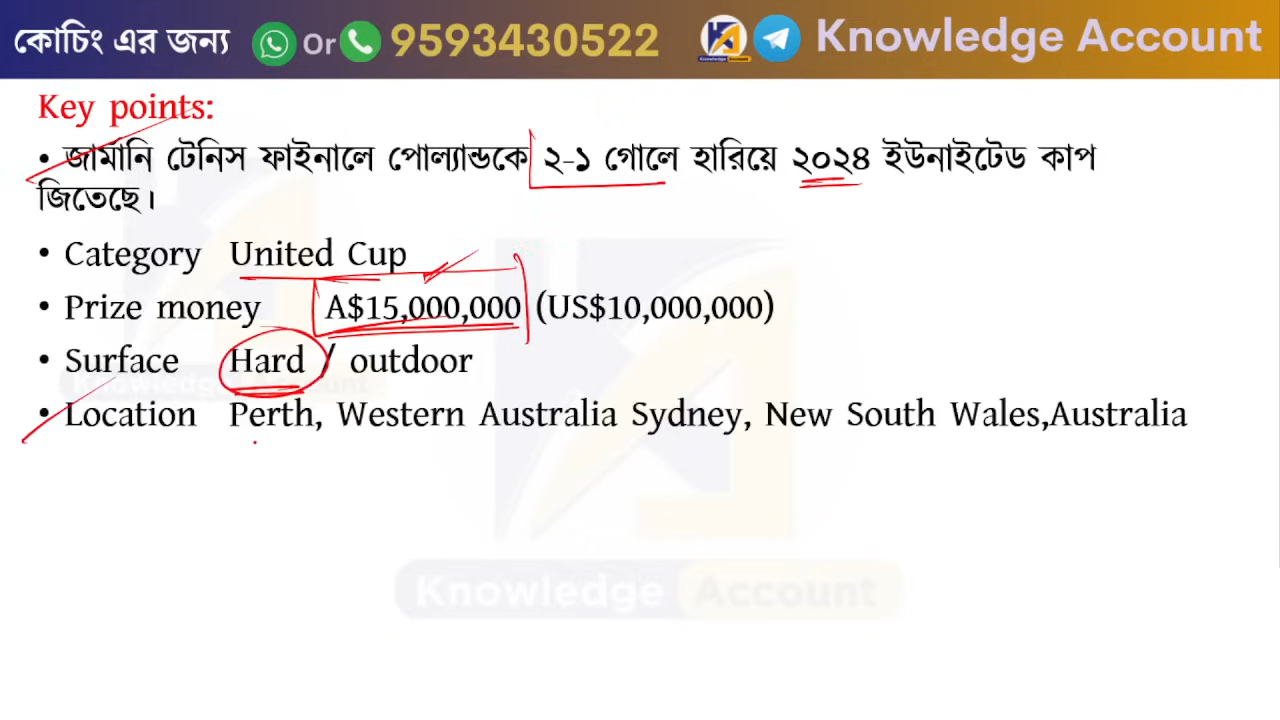 কোচিং এর জন্য Or 9593430522 Knowledge Account
Key points:
• জার্মানি টেনিস ফাইনালে পোল্যান্ডকে ২-১ গোলে হারিয়ে ২০২৪ ইউনাইটেড কাপ
জিতেছে।
• Category United Cup
• Prize money A$15,000,000 (US$10,000,000)
• Surface Hard / outdoor
• Location Perth, Western Australia Sydney, New South Wales,Australia
Knowledge Account